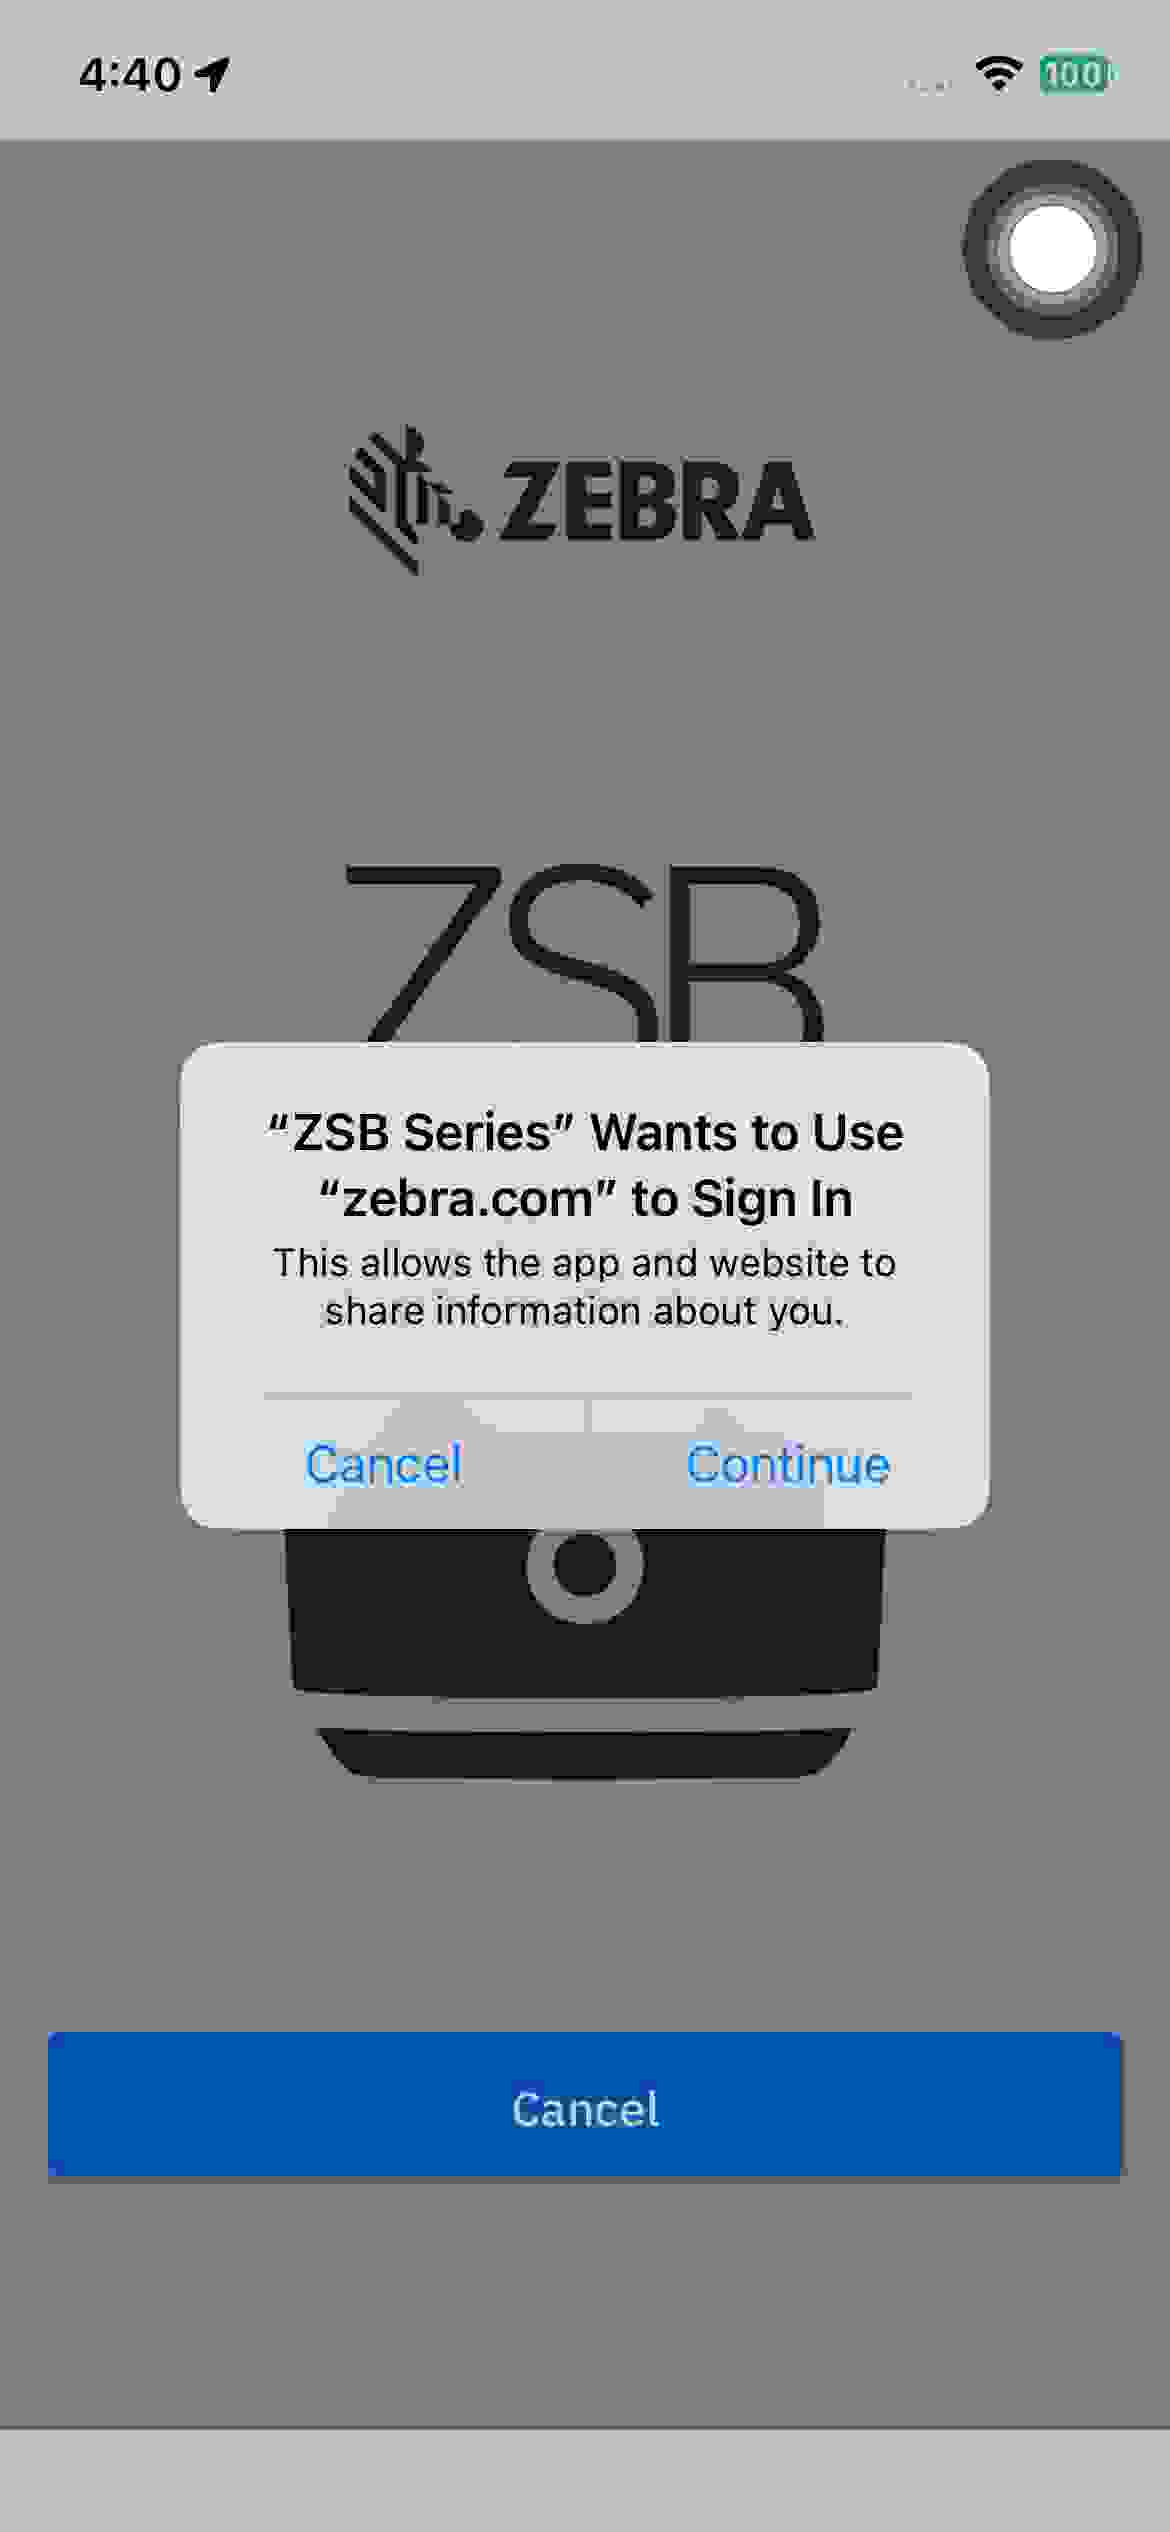 4:40
100
ZEBRA
ZSB
“ZSB Series” Wants to Use
“zebra.com” to Sign In
This allows the app and website to
share information about you.
Cancel
Continue
Cancel